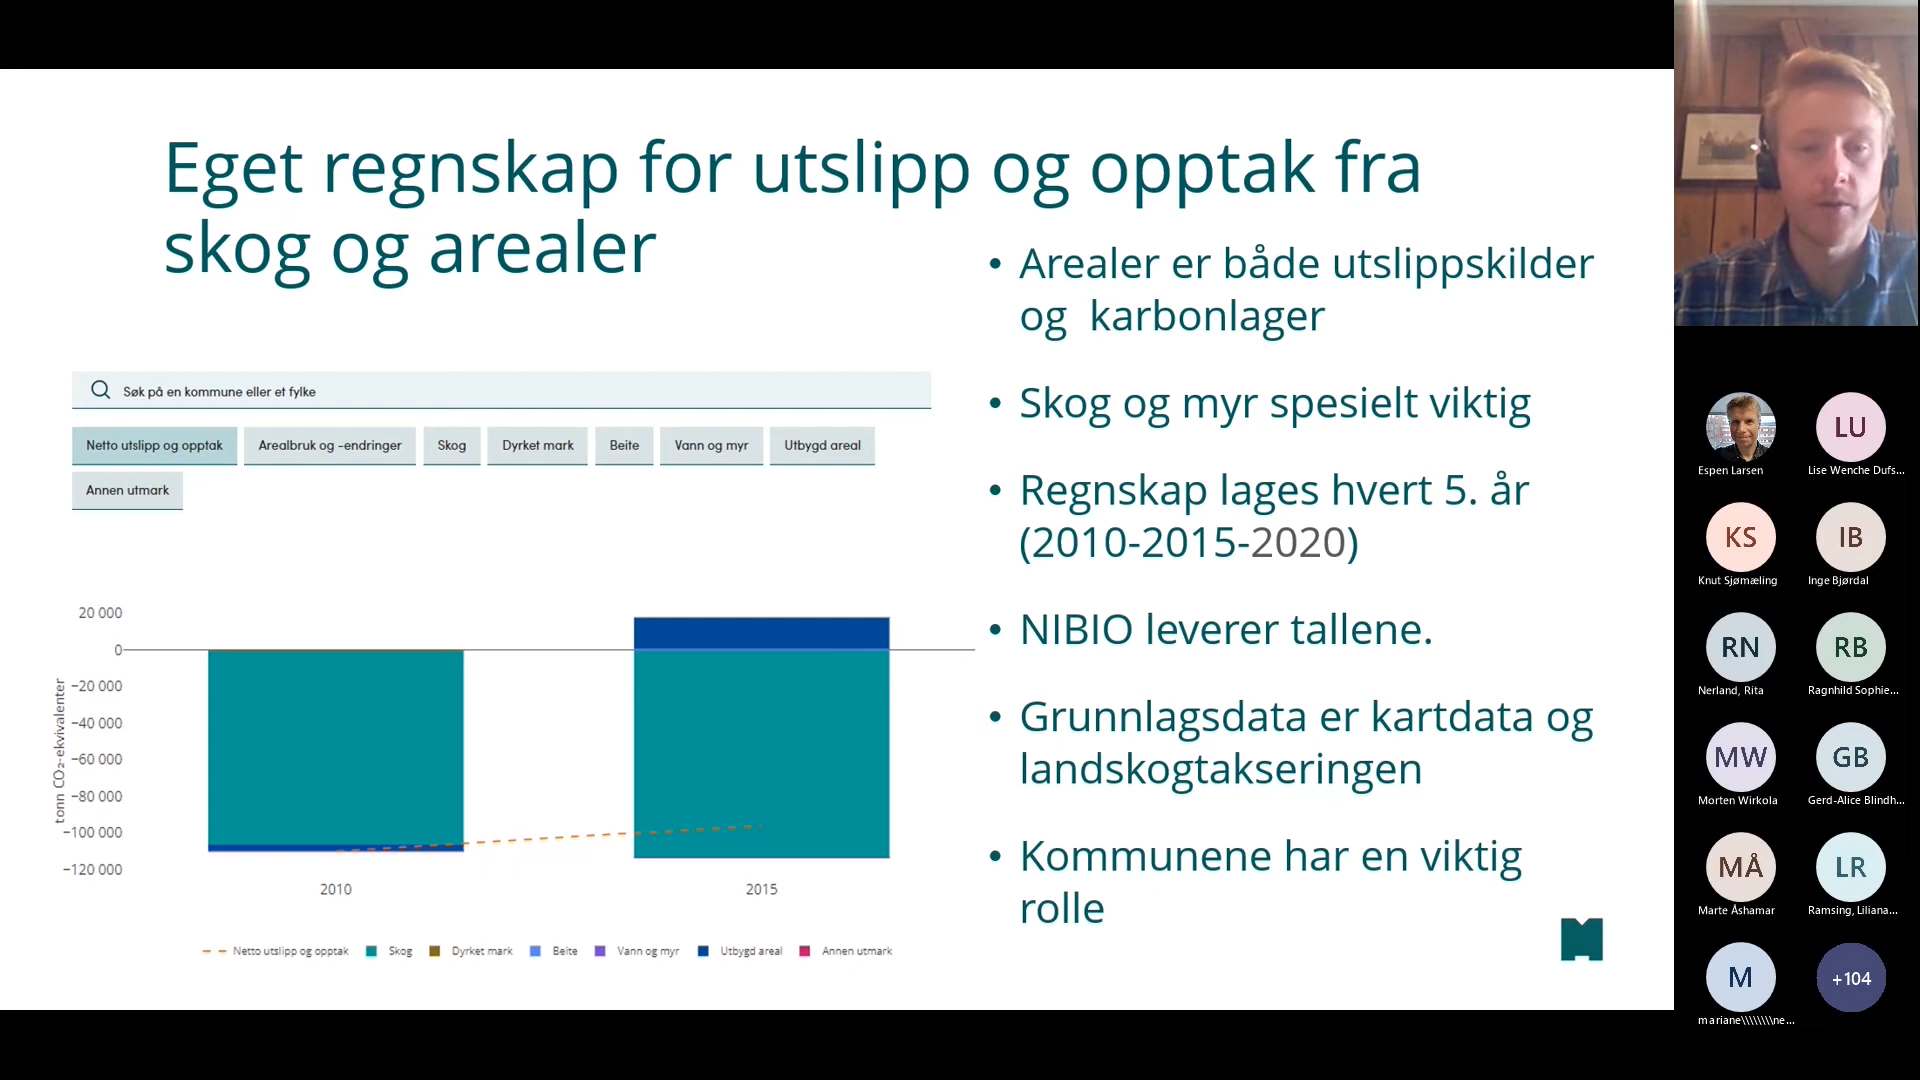 Eget regnskap for utslipp og opptak fra
skog og arealer
Søk på en kommune eller et fylke
Netto utslipp og opptak
Arealbruk og -endringer
Skog
Dyrket mark
Beite
Vann og myr
Utbygd areal
Annen utmark
tonn CO₂-ekvivalenter
20 000
0
−20 000
−40 000
−60 000
−80 000
−100 000
−120 000
2010
2015
Netto utslipp og opptak
Skog
Dyrket mark
Beite
Vann og myr
Utbygd areal
Annen utmark
• Arealer er både utslippskilder
og karbonlager
• Skog og myr spesielt viktig
• Regnskap lages hvert 5. år
(2010-2015-2020)
• NIBIO leverer tallene.
• Grunnlagsdata er kartdata og
landskogtakseringen
• Kommunene har en viktig
rolle
Espen Larsen
LU
Lise Wenche Dufs...
KS
Knut Sjømæling
IB
Inge Bjørdal
RN
Nerland, Rita
RB
Ragnhild Sophie...
MW
Morten Wirkola
GB
Gerd-Alice Blindh...
MÅ
Marte Åshamar
LR
Ramsing, Liliana...
M
mariane\\\\\\\\ne...
+104